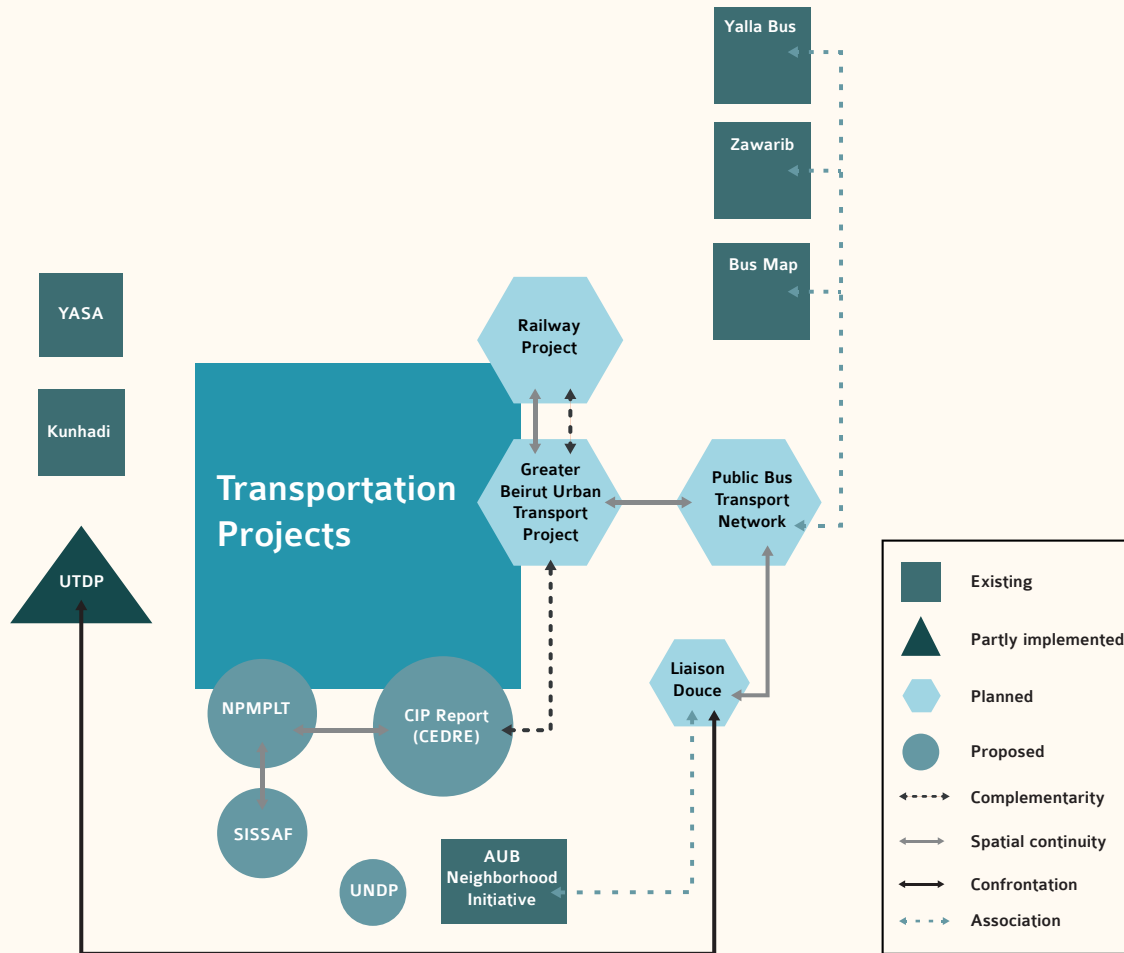 Yalla Bus
Zawarib
Bus Map
YASA
Kunhadi
UTDP
Transportation
Projects
Railway
Project
Greater
Beirut Urban
Transport
Project
Public Bus
Transport
Network
Liaison
Douce
NPMPLT
CIP Report
(CEDRE)
SISSAF
UNDP
AUB
Neighborhood
Initiative
Existing
Partly implemented
Planned
Proposed
Complementarity
Spatial continuity
Confrontation
Association